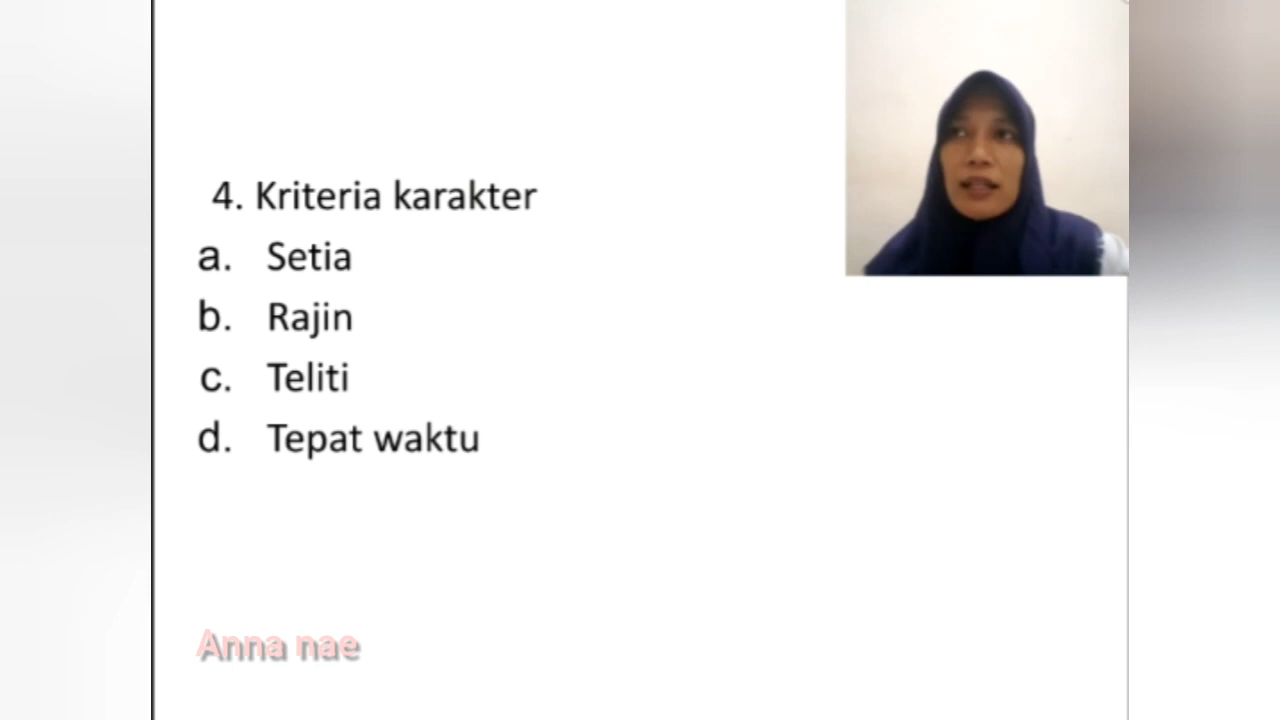 4. Kriteria karakter
a. Setia
b. Rajin
c. Teliti
d. Tepat waktu
Anna nae